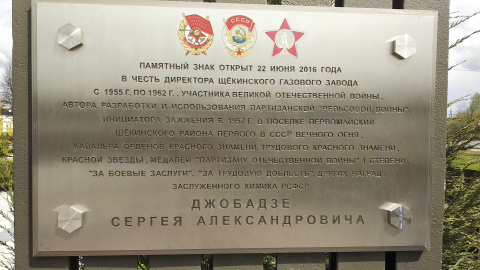 СССР
ПАМЯТНЫЙ ЗНАК ОТКРЫТ 22 ИЮНЯ 2016 ГОДА
В ЧЕСТЬ ДИРЕКТОРА ЩЁКИНСКОГО ГАЗОВОГО ЗАВОДА
С 1955 Г. ПО 1962 Г., УЧАСТНИКА ВЕЛИКОЙ ОТЕЧЕСТВЕННОЙ ВОЙНЫ,
АВТОРА РАЗРАБОТКИ И ИСПОЛЬЗОВАНИЯ ПАРТИЗАНСКОЙ "РЕЛЬСОВОЙ ВОЙНЫ",
ИНИЦИАТОРА ЗАЖЖЕНИЯ В 1957 Г. В ПОСЕЛКЕ ПЕРВОМАЙСКИЙ
ЩЁКИНСКОГО РАЙОНА ПЕРВОГО В СССР ВЕЧНОГО ОГНЯ,
КАВАЛЕРА ОРДЕНОВ КРАСНОГО ЗНАМЕНИ, ТРУДОВОГО КРАСНОГО ЗНАМЕНИ,
КРАСНОЙ ЗВЕЗДЫ, МЕДАЛЕЙ "ПАРТИЗАНУ ОТЕЧЕСТВЕННОЙ ВОЙНЫ" I СТЕПЕНИ,
"ЗА БОЕВЫЕ ЗАСЛУГИ", "ЗА ТРУДОВУЮ ДОБЛЕСТЬ", ДРУГИХ НАГРАД,
ЗАСЛУЖЕННОГО ХИМИКА РСФСР
ДЖОБАДЗЕ
СЕРГЕЯ АЛЕКСАНДРОВИЧА